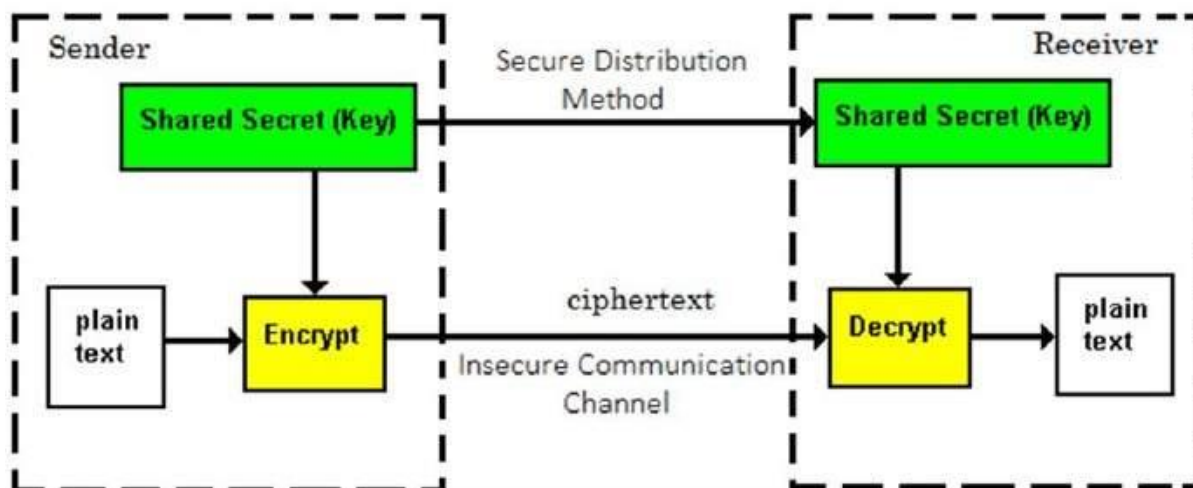 Sender
Receiver
Secure Distribution
Method
Shared Secret (Key)
Shared Secret (Key)
plain
text
Encrypt
ciphertext
Insecure Communication
Channel
Decrypt
plain
text